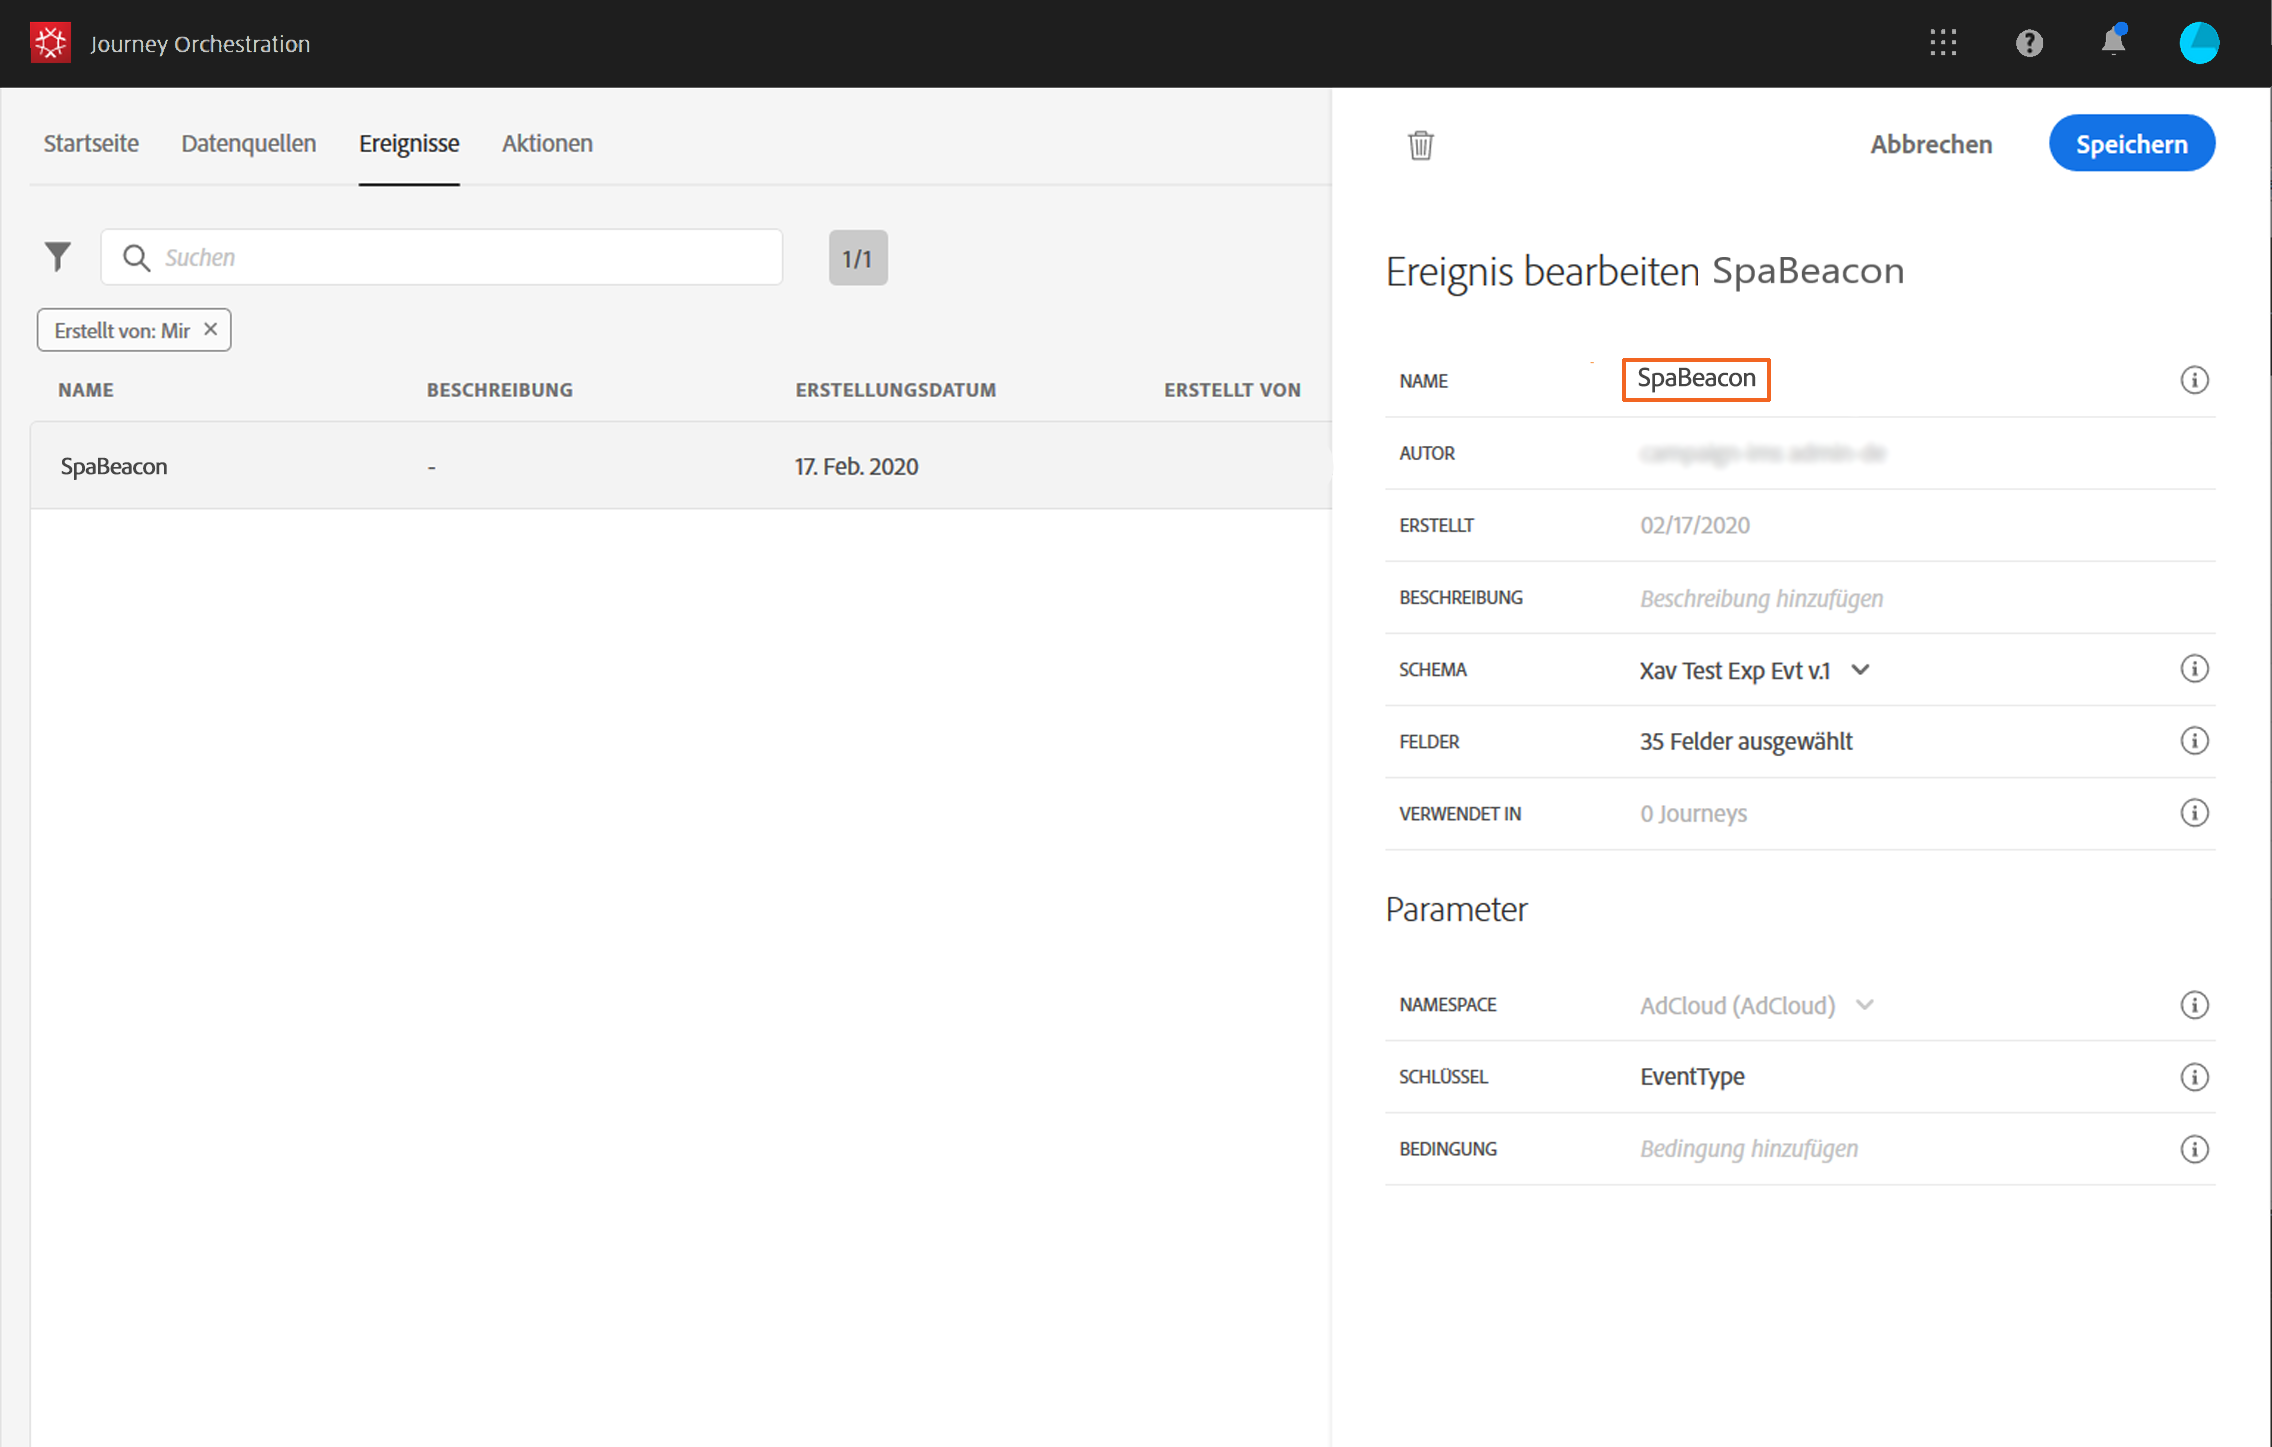 Journey Orchestration
Startseite Datenquellen Ereignisse Aktionen
Suchen
1/1
Erstellt von: Mir ×
NAME BESCHREIBUNG ERSTELLUNGSDATUM ERSTELLT VON
SpaBeacon - 17. Feb. 2020
Abbrechen Speichern
Ereignis bearbeiten SpaBeacon
NAME SpaBeacon
AUTOR
ERSTELLT 02/17/2020
BESCHREIBUNG Beschreibung hinzufügen
SCHEMA Xav Test Exp Evt v.1
FELDER 35 Felder ausgewählt
VERWENDET IN 0 Journeys
Parameter
NAMESPACE AdCloud (AdCloud)
SCHLÜSSEL EventType
BEDINGUNG Bedingung hinzufügen